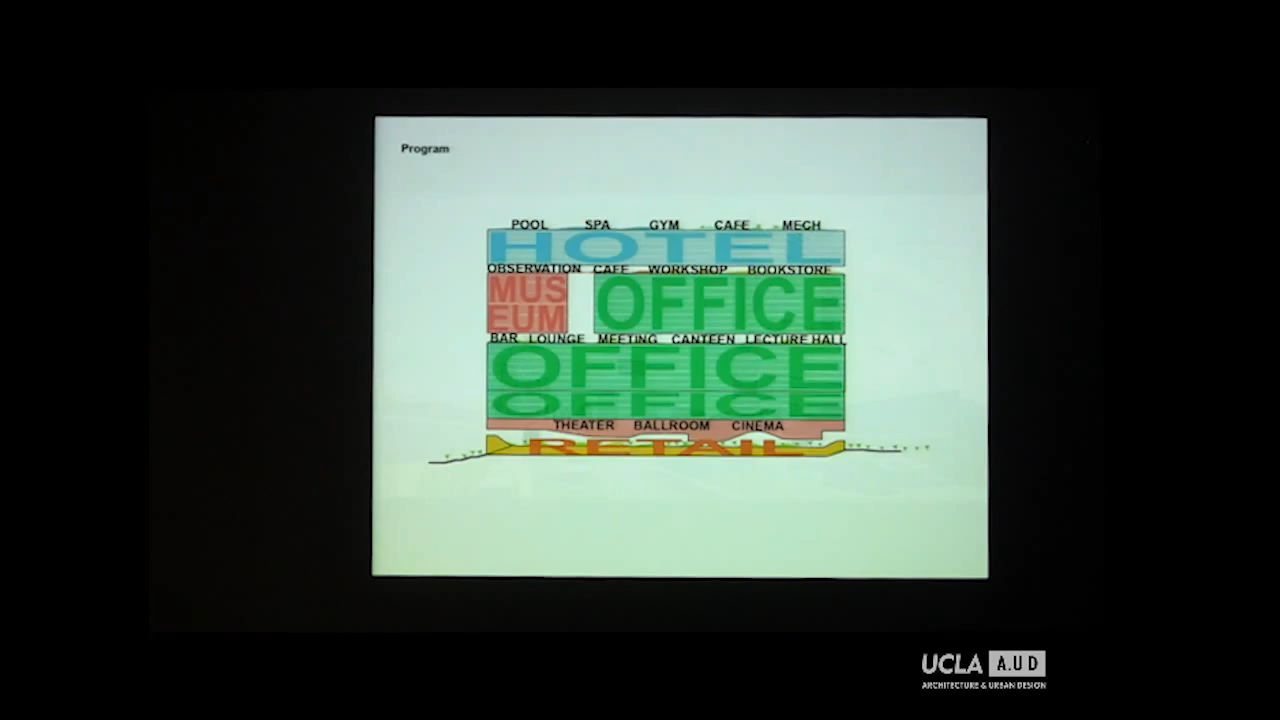 Program
POOL SPA GYM CAFE MECH
HOTEL
OBSERVATION CAFE WORKSHOP BOOKSTORE
MUS
EUM
OFFICE
BAR LOUNGE MEETING CANTEEN LECTURE HALL
OFFICE
OFFICE
THEATER BALLROOM CINEMA
RETAIL
UCLA A.U D
ARCHITECTURE & URBAN DESIGN